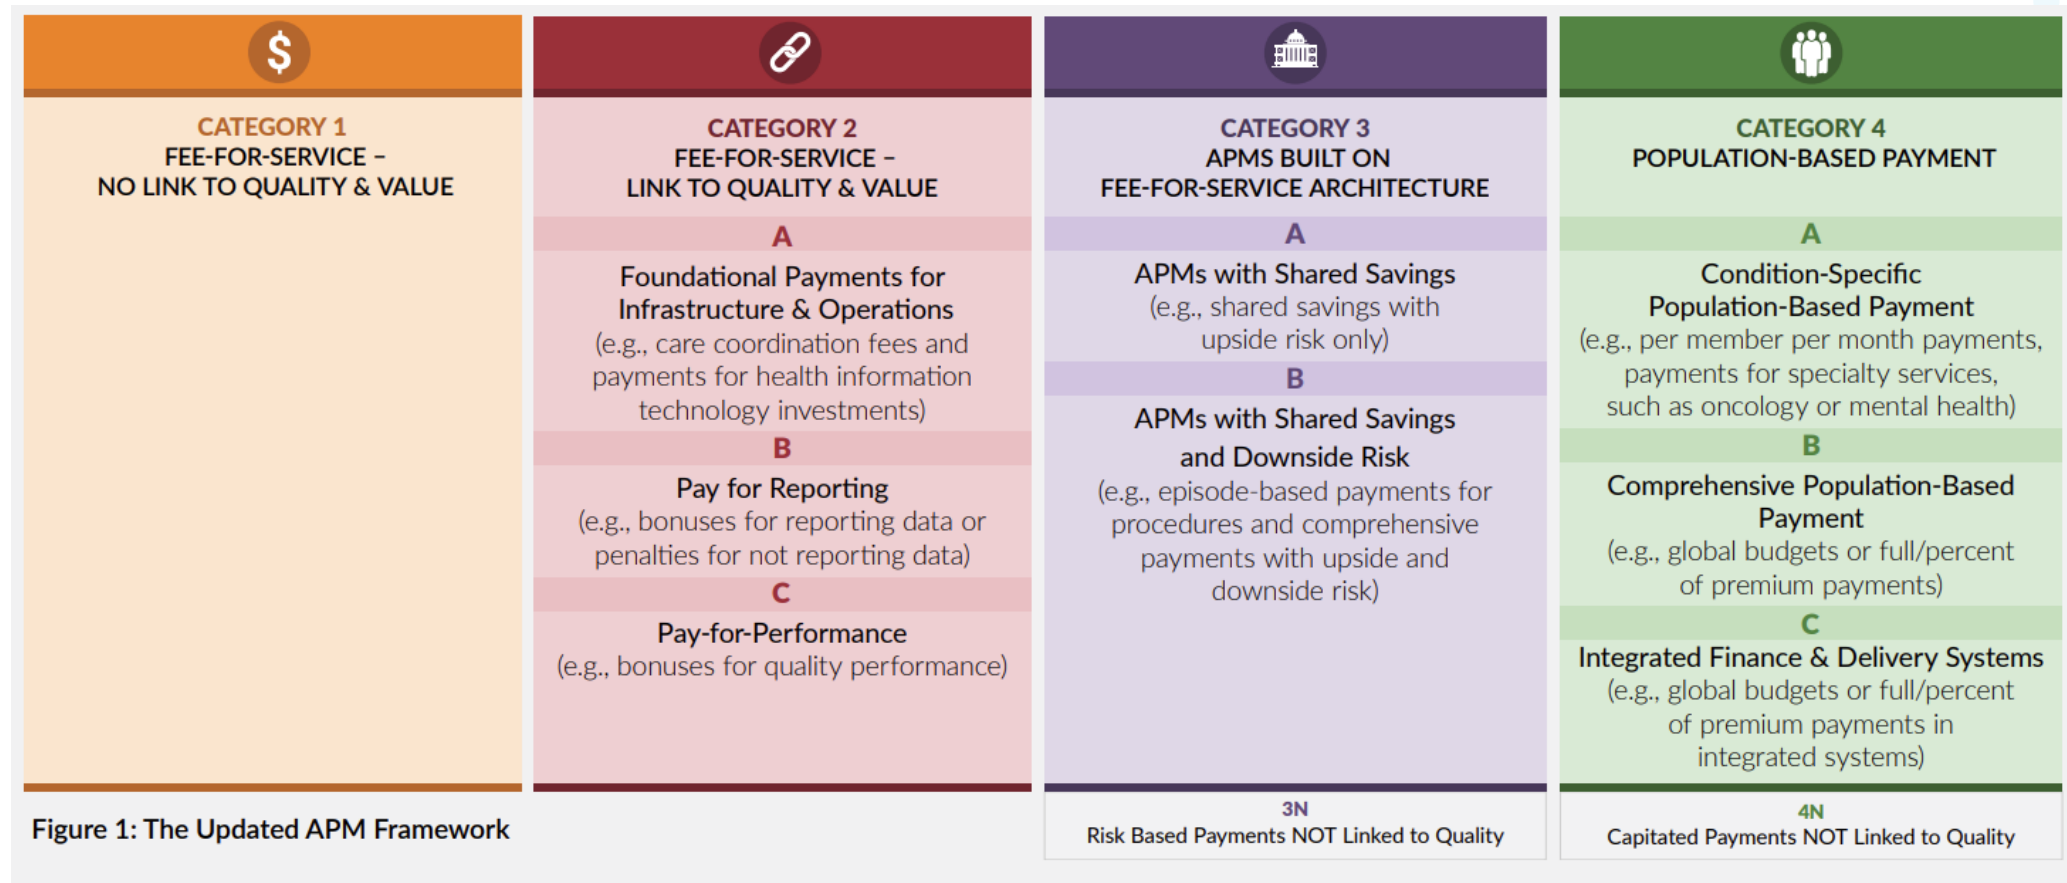 $
CATEGORY 1
FEE-FOR-SERVICE –
NO LINK TO QUALITY & VALUE
CATEGORY 2
FEE-FOR-SERVICE –
LINK TO QUALITY & VALUE
A
Foundational Payments for
Infrastructure & Operations
(e.g., care coordination fees and
payments for health information
technology investments)
B
Pay for Reporting
(e.g., bonuses for reporting data or
penalties for not reporting data)
C
Pay-for-Performance
(e.g., bonuses for quality performance)
CATEGORY 3
APMS BUILT ON
FEE-FOR-SERVICE ARCHITECTURE
A
APMs with Shared Savings
(e.g., shared savings with
upside risk only)
B
APMs with Shared Savings
and Downside Risk
(e.g., episode-based payments for
procedures and comprehensive
payments with upside and
downside risk)
3N
Risk Based Payments NOT Linked to Quality
CATEGORY 4
POPULATION-BASED PAYMENT
A
Condition-Specific
Population-Based Payment
(e.g., per member per month payments,
payments for specialty services,
such as oncology or mental health)
B
Comprehensive Population-Based
Payment
(e.g., global budgets or full/percent
of premium payments)
C
Integrated Finance & Delivery Systems
(e.g., global budgets or full/percent
of premium payments in
integrated systems)
4N
Capitated Payments NOT Linked to Quality
Figure 1: The Updated APM Framework